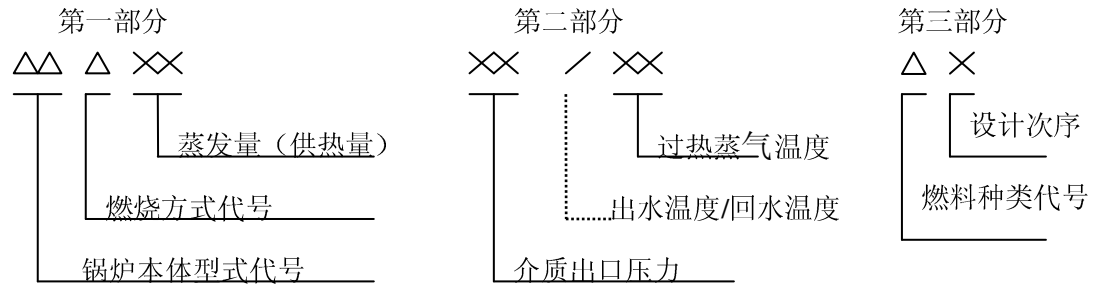 第一部分 第二部分 第三部分
△△ △ ×× ×× / ×× △ ×
蒸发量（供热量） 过热蒸气温度 设计次序
燃烧方式代号 出水温度/回水温度 燃料种类代号
锅炉本体型式代号 介质出口压力